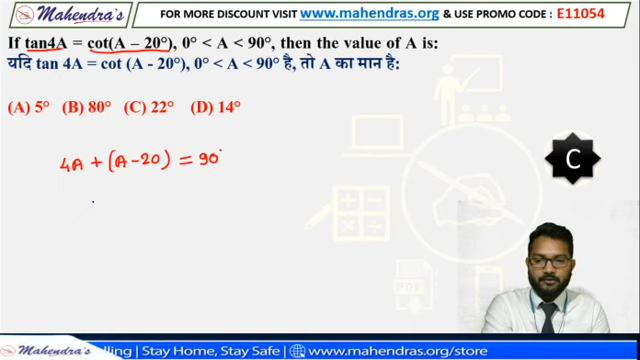 Mahendra's
FOR MORE DISCOUNT VISIT www.mahendras.org & USE PROMO CODE : E11054
If tan4A = cot(A – 20°), 0° < A < 90°, then the value of A is:
यदि tan 4A = cot (A - 20°), 0° < A < 90° है, तो A का मान है:
(A) 5° (B) 80° (C) 22° (D) 14°
4A + (A - 20) = 90°
C
PDF
Mahendra's
lling | Stay Home, Stay Safe | www.mahendras.org/store